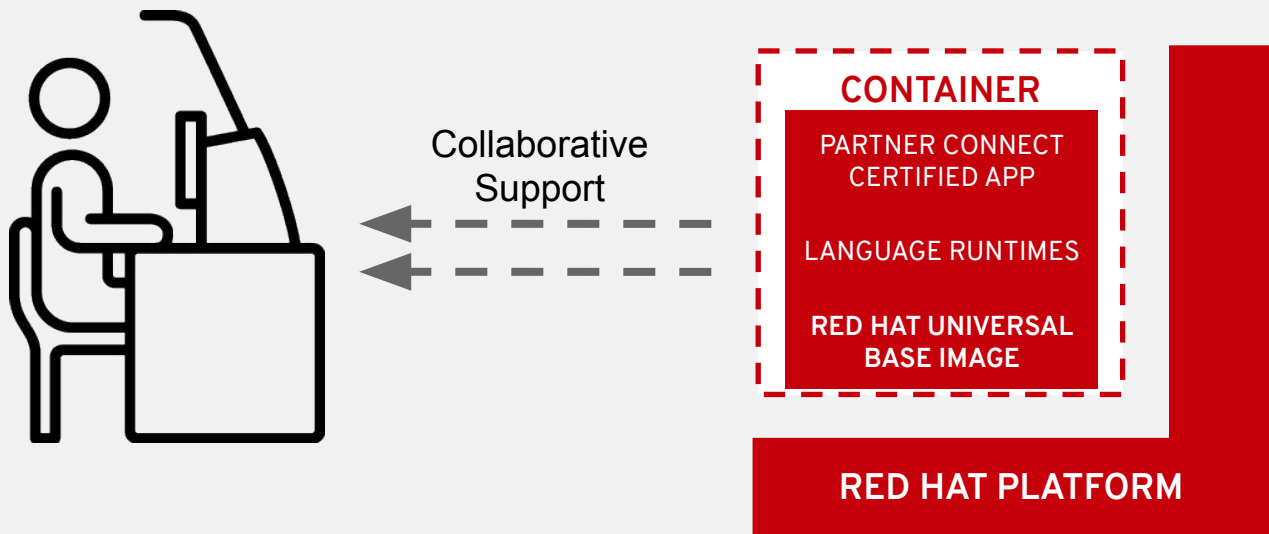 Collaborative
Support
CONTAINER
PARTNER CONNECT
CERTIFIED APP
LANGUAGE RUNTIMES
RED HAT UNIVERSAL
BASE IMAGE
RED HAT PLATFORM